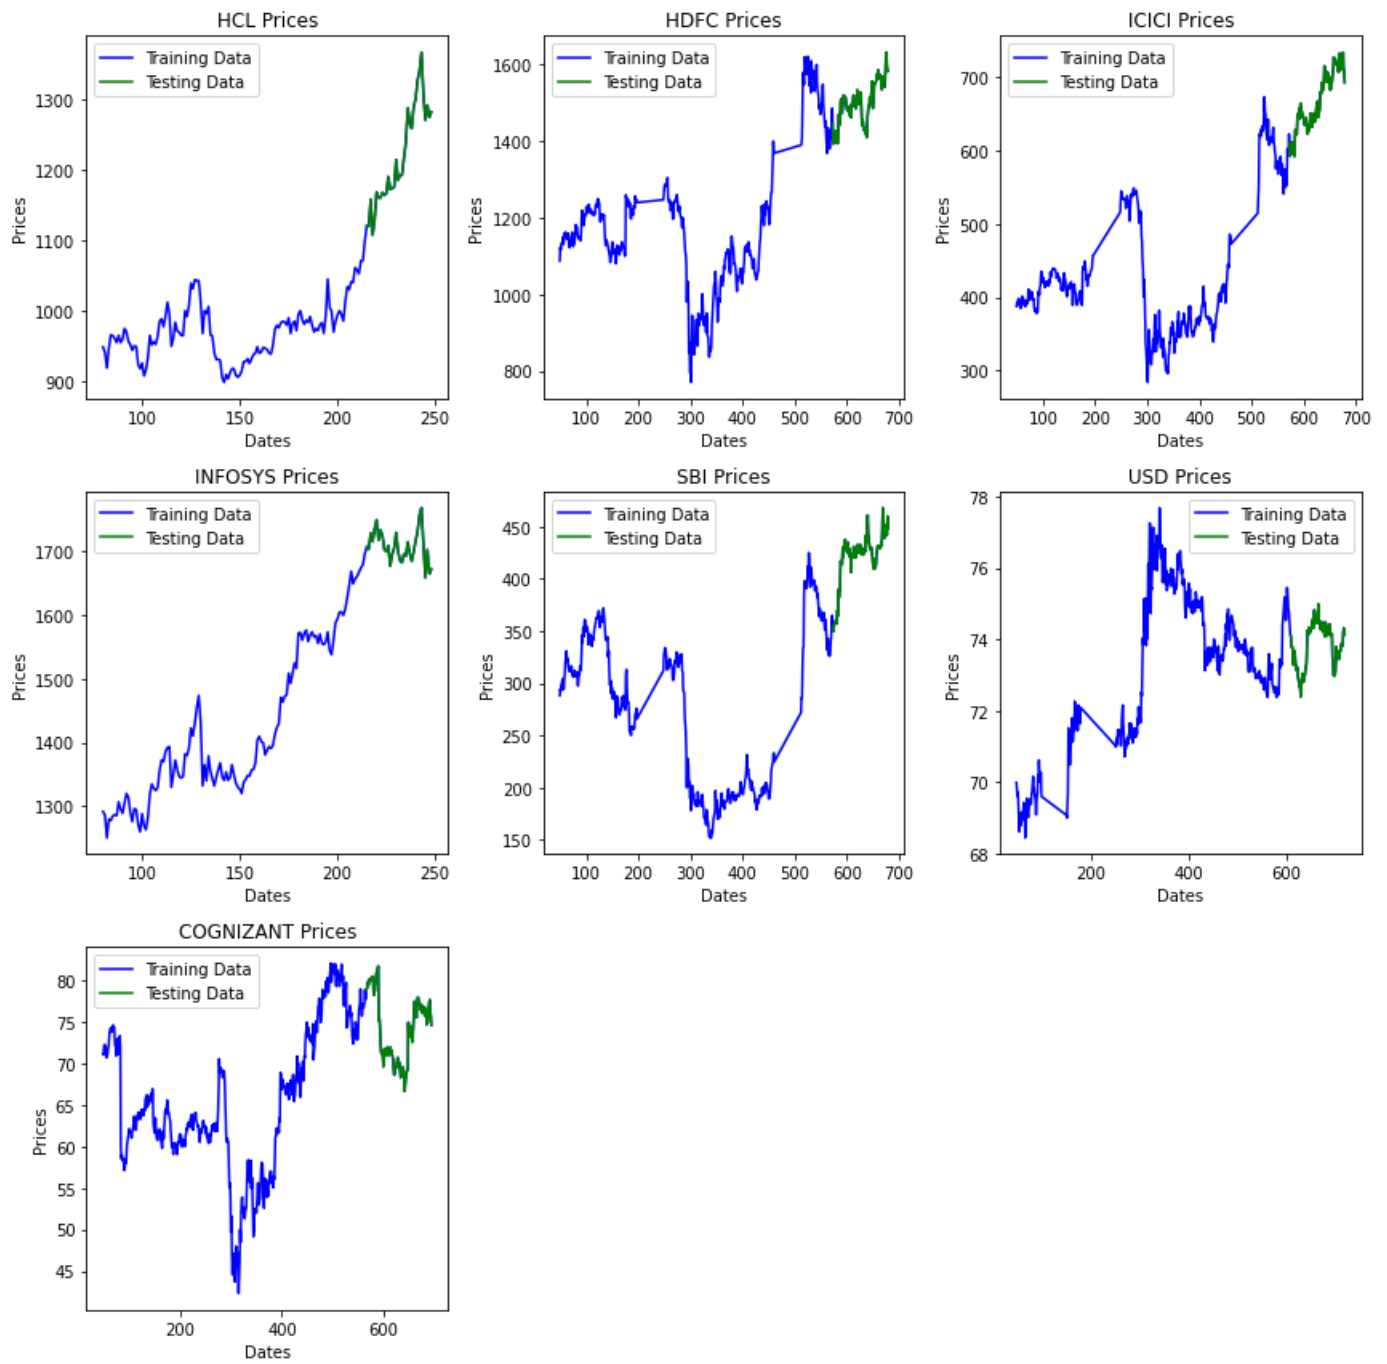 HCL Prices
Training Data
Testing Data
1300
1200
1100
1000
900
Prices
100
150
200
250
Dates
HDFC Prices
Training Data
Testing Data
1600
1400
1200
1000
800
Prices
100
200
300
400
500
600
700
Dates
ICICI Prices
Training Data
Testing Data
700
600
500
400
300
Prices
100
200
300
400
500
600
700
Dates
INFOSYS Prices
Training Data
Testing Data
1700
1600
1500
1400
1300
Prices
100
150
200
250
Dates
SBI Prices
Training Data
Testing Data
450
400
350
300
250
200
150
Prices
100
200
300
400
500
600
700
Dates
USD Prices
Training Data
Testing Data
78
76
74
72
70
68
Prices
200
400
600
Dates
COGNIZANT Prices
Training Data
Testing Data
80
75
70
65
60
55
50
45
Prices
200
400
600
Dates